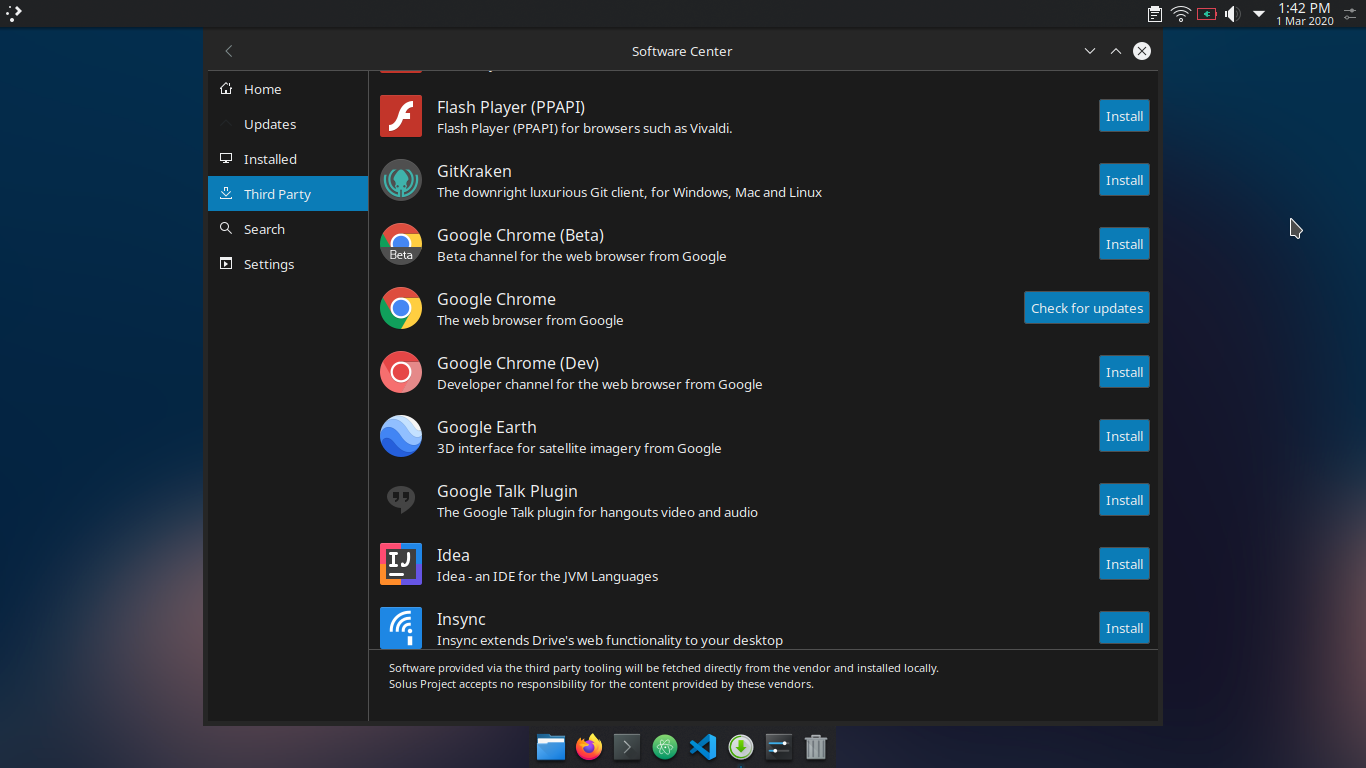 1:42 PM
1 Mar 2020
Software Center
Home
Updates
Installed
Third Party
Search
Settings
Flash Player (PPAPI)
Flash Player (PPAPI) for browsers such as Vivaldi.
Install
GitKraken
The downright luxurious Git client, for Windows, Mac and Linux
Install
Beta
Google Chrome (Beta)
Beta channel for the web browser from Google
Install
Google Chrome
The web browser from Google
Check for updates
Google Chrome (Dev)
Developer channel for the web browser from Google
Install
Google Earth
3D interface for satellite imagery from Google
Install
Google Talk Plugin
The Google Talk plugin for hangouts video and audio
Install
IJ
Idea
Idea - an IDE for the JVM Languages
Install
Insync
Insync extends Drive's web functionality to your desktop
Install
Software provided via the third party tooling will be fetched directly from the vendor and installed locally.
Solus Project accepts no responsibility for the content provided by these vendors.